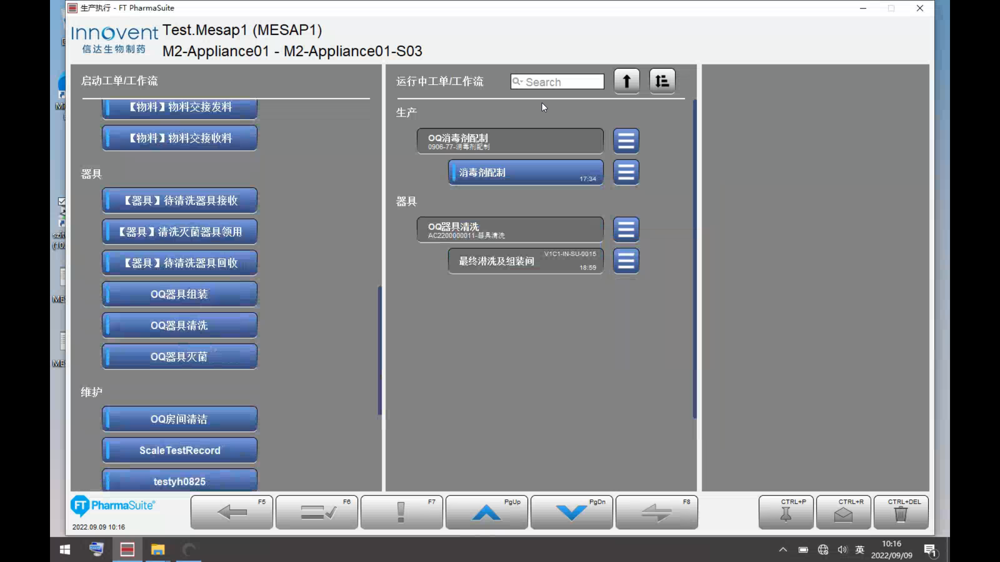 生产执行 - FT PharmaSuite
Innovent
信达生物制药
Test.Mesap1 (MESAP1)
M2-Appliance01 - M2-Appliance01-S03
启动工单/工作流
【物料】物料交接发料
【物料】物料交接收料
器具
【器具】待清洗器具接收
【器具】清洗灭菌器具领用
【器具】待清洗器具回收
OQ器具组装
OQ器具清洗
OQ器具灭菌
维护
OQ房间清洁
ScaleTestRecord
testyh0825
运行中工单/工作流
Search
生产
OQ消毒剂配制
0906-77-消毒剂配制
消毒剂配制
17:34
器具
OQ器具清洗
AC2200000011-器具清洗
最终淋洗及组装间
V1C1-IN-SU-0015
18:59
FT PharmaSuite®
2022.09.09 10:16
F5
F6
F7
PgUp
PgDn
F8
CTRL+P
CTRL+R
CTRL+DEL
英
10:16
2022/09/09
1